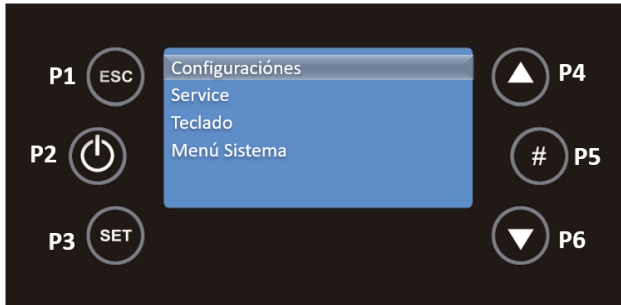 P1 ESC
Configuraciónes
P4
Service
Teclado
Menú Sistema
P2
# P5
P3 SET
P6